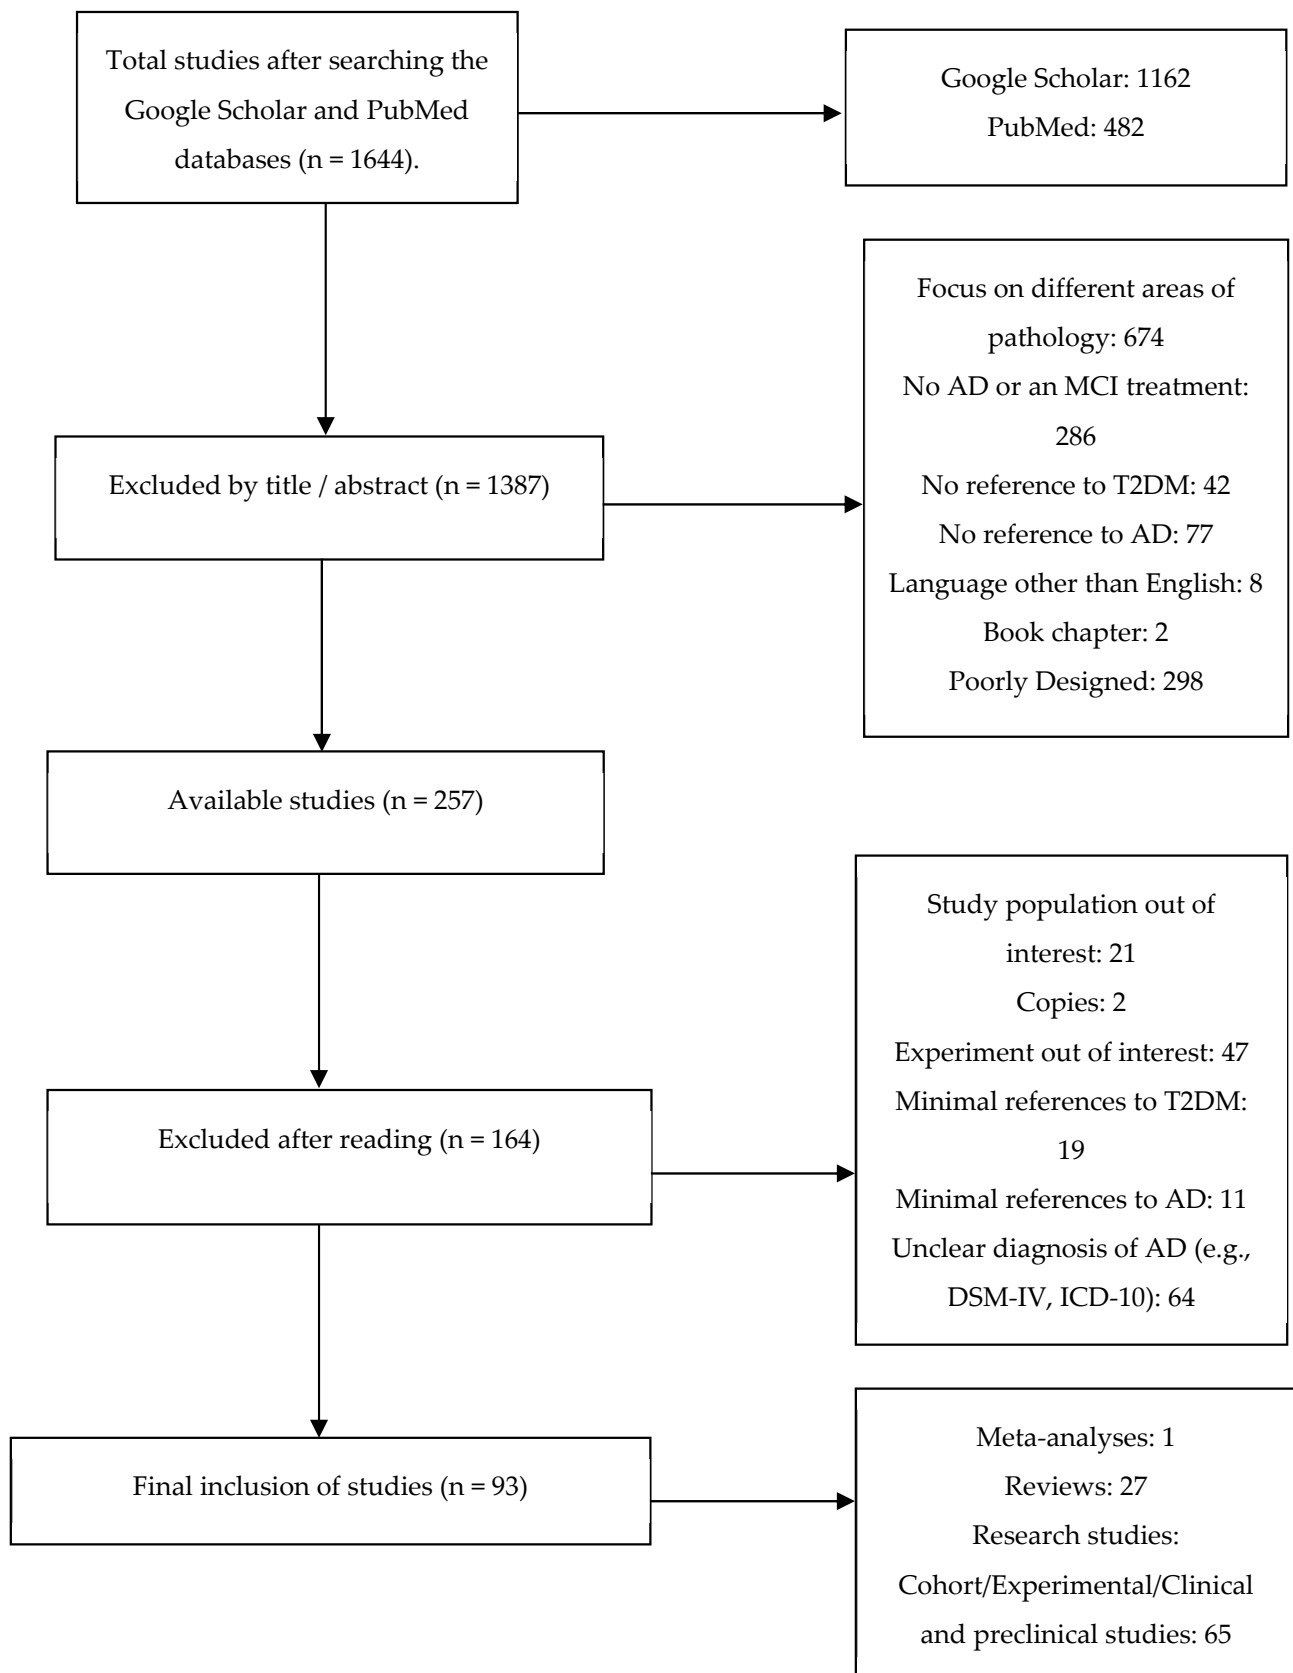 Total studies after searching the
Google Scholar and PubMed
databases (n = 1644).
Google Scholar: 1162
PubMed: 482
Focus on different areas of
pathology: 674
No AD or an MCI treatment:
286
No reference to T2DM: 42
No reference to AD: 77
Language other than English: 8
Book chapter: 2
Poorly Designed: 298
Excluded by title / abstract (n = 1387)
Available studies (n = 257)
Study population out of
interest: 21
Copies: 2
Experiment out of interest: 47
Minimal references to T2DM:
19
Minimal references to AD: 11
Unclear diagnosis of AD (e.g.,
DSM-IV, ICD-10): 64
Excluded after reading (n = 164)
Final inclusion of studies (n = 93)
Meta-analyses: 1
Reviews: 27
Research studies:
Cohort/Experimental/Clinical
and preclinical studies: 65